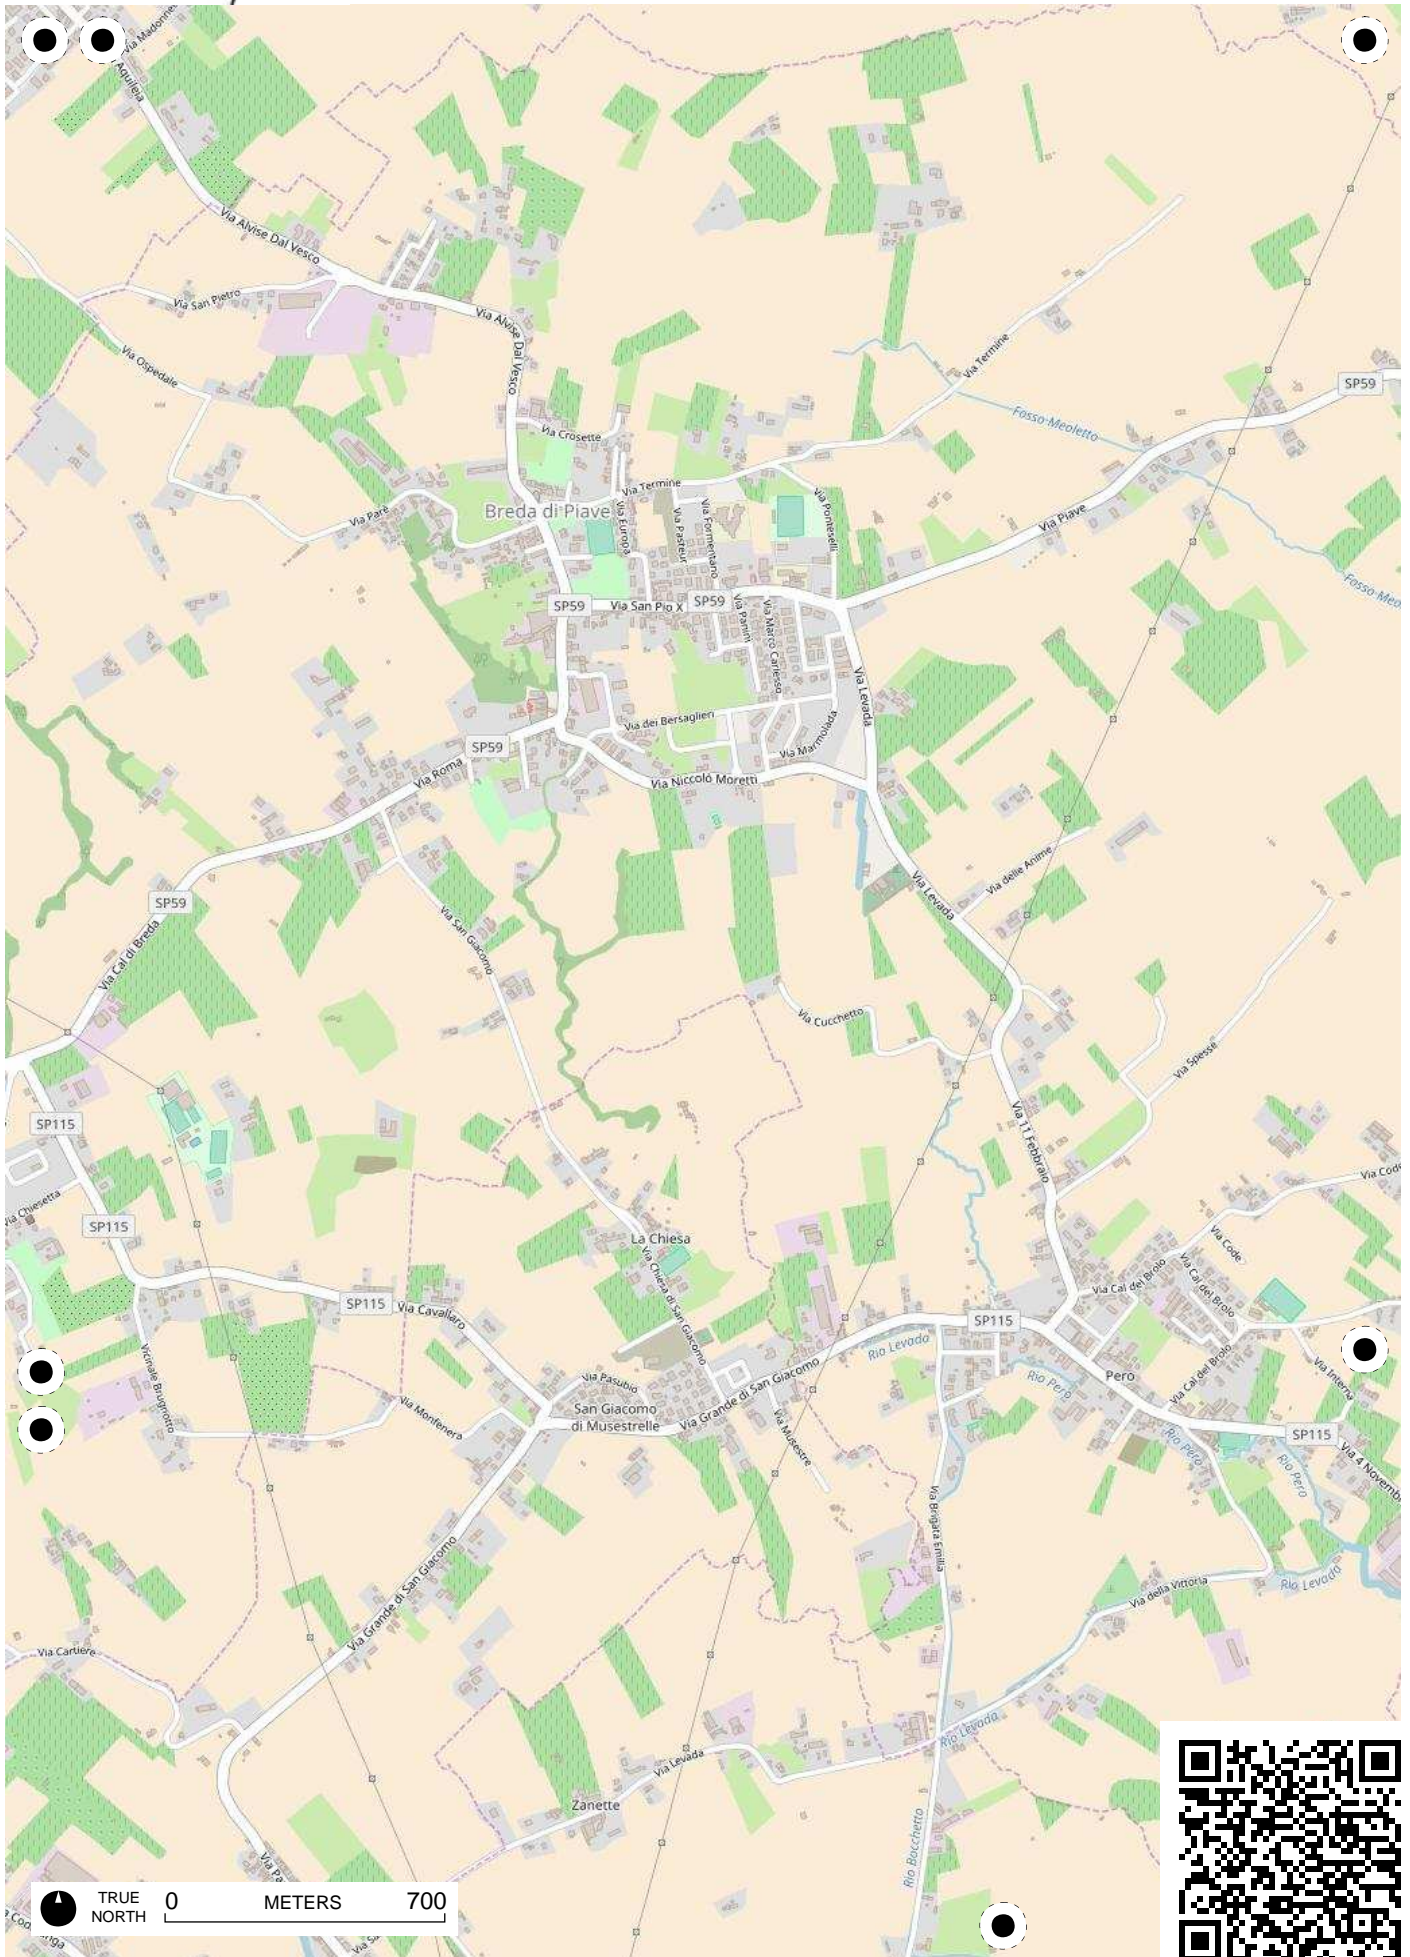 Via Madonne
Aquileia
Via Alvise Dal Vesco
Via San Pietro
Via Ospedale
Via Alvise Dal Vesco
Via Termine
SP59
Fosso Meoletto
Via Crosette
Via Termine
Via Ponteselli
Breda di Piave
Via Europa
Via Pasteur
Via Formentano
Via Parè
Via Piave
Fosso Meo
SP59
Via San Pio X
SP59
Via Panini
Via Marco Cariesso
Via Levada
Via dei Bersaglieri
Via Marmolada
SP59
Via Roma
Via Niccolò Moretti
Via delle Anime
SP59
Via Levada
Via Cal di Breda
Via San Giacomo
Via Cucchetto
Via Spesse
SP115
Via 11 Febbraio
Via Chiesetta
Via Code
SP115
La Chiesa
Via Code
Via Chiesa di San Giacomo
Via Cal del Brolo
Via Cal del Brolo
SP115
Via Cavallaro
SP115
Rio Levada
Vicinale Brugnotto
Via Pasubio
Rio Pero
Pero
Via Cal del Brolo
Via Interna
Via Monfenera
San Giacomo
di Musestrelle
Via Grande di San Giacomo
Via Musestre
SP115
Rio Pero
Rio Pero
Via 4 Novemb
Via Brigata Emilia
Via Grande di San Giacomo
Via della Vittoria
Rio Levada
Via Cartiere
Rio Levada
Via Levada
Zanette
Rio Bocchetto
Via Pa
TRUE
NORTH
0 METERS 700